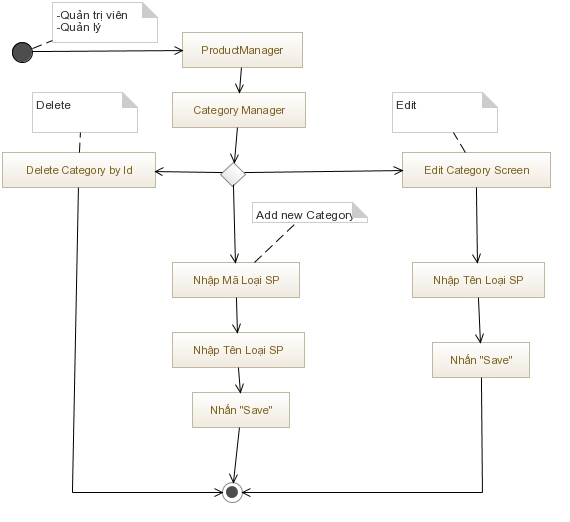 -Quản trị viên
-Quản lý
ProductManager
Category Manager
Delete
Edit
Delete Category by Id
Edit Category Screen
Add new Category
Nhập Mã Loại SP
Nhập Tên Loại SP
Nhập Tên Loại SP
Nhấn "Save"
Nhấn "Save"